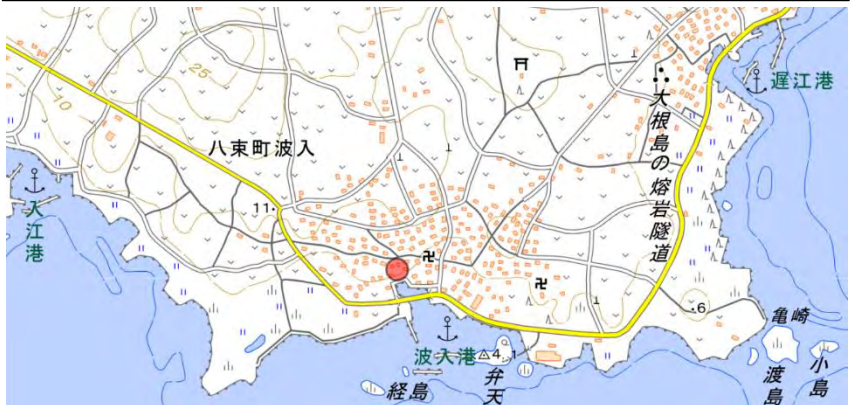 25
10
八束町波入
11
入江港
大根島の熔岩隧道
遅江港
波入港
4.1
経島
弁天
6
亀崎
渡島
小島